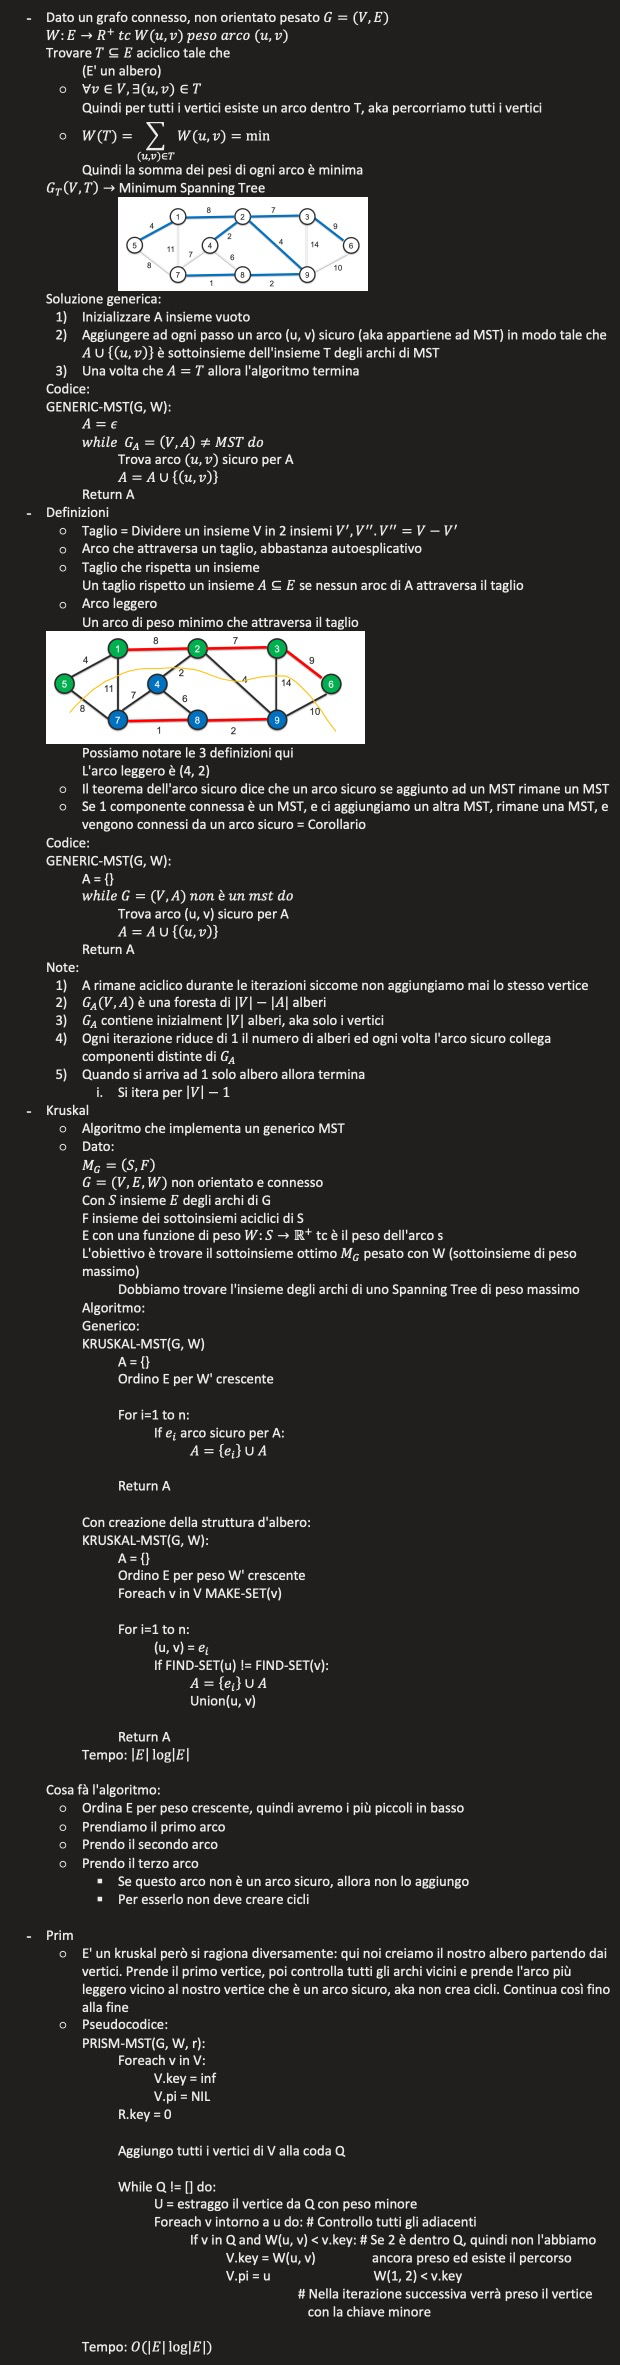 - Dato un grafo connesso, non orientato pesato G = (V, E)
W: E → R⁺ tc W(u, v) peso arco (u, v)
Trovare T ⊆ E aciclico tale che
(E' un albero)
○ ∀v ∈ V, ∃(u, v) ∈ T
Quindi per tutti i vertici esiste un arco dentro T, aka percorriamo tutti i vertici
○ W(T) = ∑ W(u, v) = min
(u,v)∈T
Quindi la somma dei pesi di ogni arco è minima
G_T(V, T) → Minimum Spanning Tree
8 7
1 2 3
4 9
2
5 11 4 4 14 6
7 6
8 10
7 8 9
1 2
Soluzione generica:
1) Inizializzare A insieme vuoto
2) Aggiungere ad ogni passo un arco (u, v) sicuro (aka appartiene ad MST) in modo tale che
A ∪ {(u, v)} è sottoinsieme dell'insieme T degli archi di MST
3) Una volta che A = T allora l'algoritmo termina
Codice:
GENERIC-MST(G, W):
A = ϵ
while G_A = (V, A) ≠ MST do
Trova arco (u, v) sicuro per A
A = A ∪ {(u, v)}
Return A
- Definizioni
○ Taglio = Dividere un insieme V in 2 insiemi V', V''. V'' = V − V'
○ Arco che attraversa un taglio, abbastanza autoesplicativo
○ Taglio che rispetta un insieme
Un taglio rispetto un insieme A ⊆ E se nessun aroc di A attraversa il taglio
○ Arco leggero
Un arco di peso minimo che attraversa il taglio
8 7
1 2 3
4 9
2
5 11 4 4 14 6
7 6
8 10
7 8 9
1 2
Possiamo notare le 3 definizioni qui
L'arco leggero è (4, 2)
○ Il teorema dell'arco sicuro dice che un arco sicuro se aggiunto ad un MST rimane un MST
○ Se 1 componente connessa è un MST, e ci aggiungiamo un altra MST, rimane una MST, e
vengono connessi da un arco sicuro = Corollario
Codice:
GENERIC-MST(G, W):
A = {}
while G = (V, A) non è un mst do
Trova arco (u, v) sicuro per A
A = A ∪ {(u, v)}
Return A
Note:
1) A rimane aciclico durante le iterazioni siccome non aggiungiamo mai lo stesso vertice
2) G_A(V, A) è una foresta di |V| − |A| alberi
3) G_A contiene inizialment |V| alberi, aka solo i vertici
4) Ogni iterazione riduce di 1 il numero di alberi ed ogni volta l'arco sicuro collega
componenti distinte di G_A
5) Quando si arriva ad 1 solo albero allora termina
i. Si itera per |V| − 1
- Kruskal
○ Algoritmo che implementa un generico MST
○ Dato:
M_G = (S, F)
G = (V, E, W) non orientato e connesso
Con S insieme E degli archi di G
F insieme dei sottoinsiemi aciclici di S
E con una funzione di peso W: S → ℝ⁺ tc è il peso dell'arco s
L'obiettivo è trovare il sottoinsieme ottimo M_G pesato con W (sottoinsieme di peso
massimo)
Dobbiamo trovare l'insieme degli archi di uno Spanning Tree di peso massimo
Algoritmo:
Generico:
KRUSKAL-MST(G, W)
A = {}
Ordino E per W' crescente
For i=1 to n:
If e_i arco sicuro per A:
A = {e_i} ∪ A
Return A
Con creazione della struttura d'albero:
KRUSKAL-MST(G, W):
A = {}
Ordino E per peso W' crescente
Foreach v in V MAKE-SET(v)
For i=1 to n:
(u, v) = e_i
If FIND-SET(u) != FIND-SET(v):
A = {e_i} ∪ A
Union(u, v)
Return A
Tempo: |E| log|E|
Cosa fà l'algoritmo:
○ Ordina E per peso crescente, quindi avremo i più piccoli in basso
○ Prendiamo il primo arco
○ Prendo il secondo arco
○ Prendo il terzo arco
▪ Se questo arco non è un arco sicuro, allora non lo aggiungo
▪ Per esserlo non deve creare cicli
- Prim
○ E' un kruskal però si ragiona diversamente: qui noi creiamo il nostro albero partendo dai
vertici. Prende il primo vertice, poi controlla tutti gli archi vicini e prende l'arco più
leggero vicino al nostro vertice che è un arco sicuro, aka non crea cicli. Continua così fino
alla fine
○ Pseudocodice:
PRISM-MST(G, W, r):
Foreach v in V:
V.key = inf
V.pi = NIL
R.key = 0
Aggiungo tutti i vertici di V alla coda Q
While Q != [] do:
U = estraggo il vertice da Q con peso minore
Foreach v intorno a u do: # Controllo tutti gli adiacenti
If v in Q and W(u, v) < v.key: # Se 2 è dentro Q, quindi non l'abbiamo
V.key = W(u, v) ancora preso ed esiste il percorso
V.pi = u W(1, 2) < v.key
# Nella iterazione successiva verrà preso il vertice
con la chiave minore
Tempo: O(|E| log|E|)